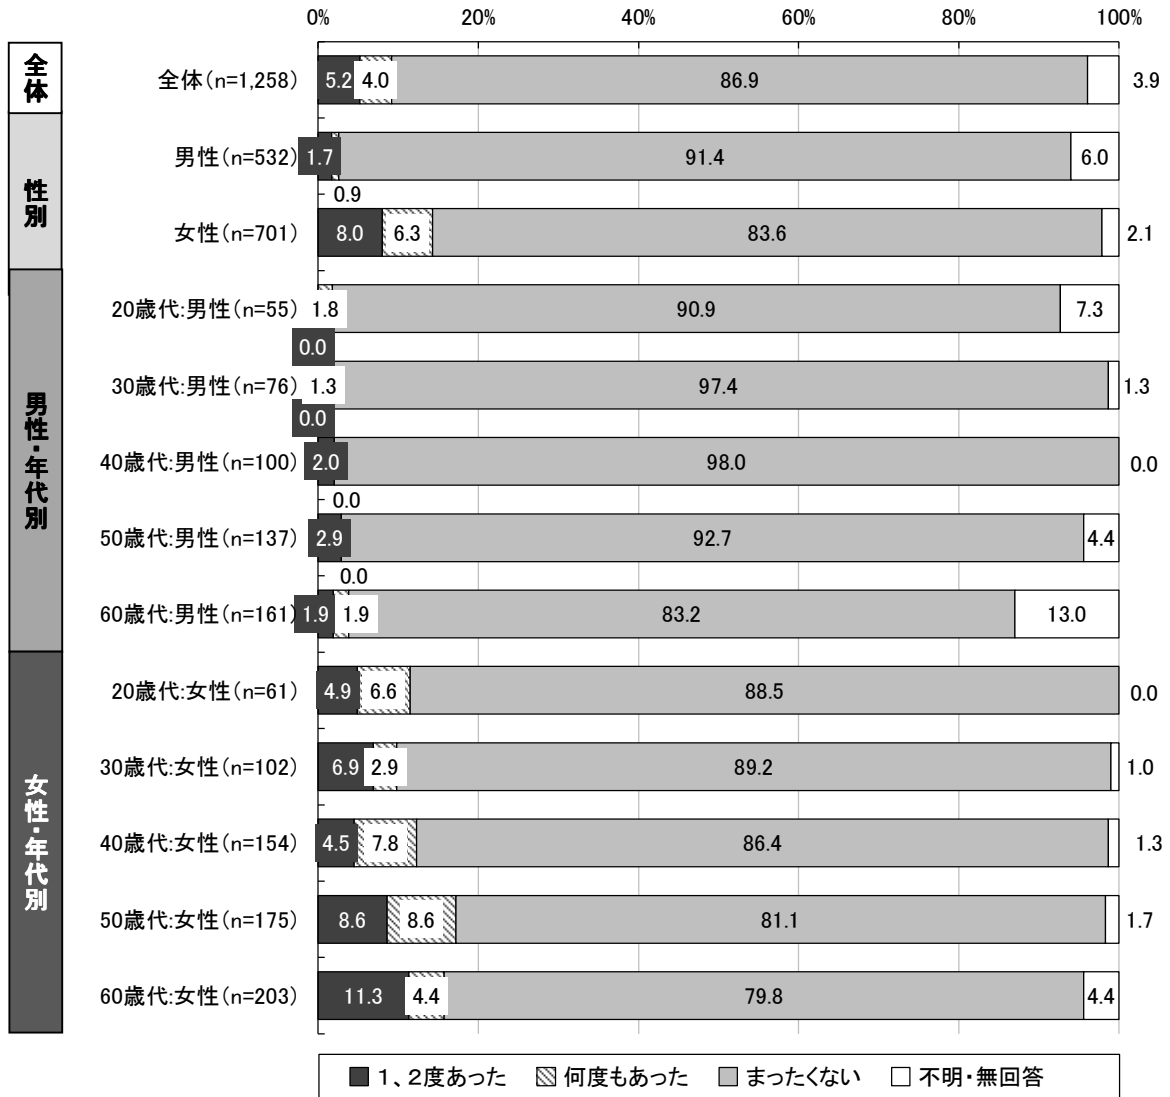 0% 20% 40% 60% 80% 100%
全体
全体(n=1,258) 5.2 4.0 86.9 3.9
性別
男性(n=532) 1.7 91.4 6.0
0.9
女性(n=701) 8.0 6.3 83.6 2.1
男性・年代別
20歳代:男性(n=55) 1.8 90.9 7.3
0.0
30歳代:男性(n=76) 1.3 97.4 1.3
0.0
40歳代:男性(n=100) 2.0 98.0 0.0
0.0
50歳代:男性(n=137) 2.9 92.7 4.4
0.0
60歳代:男性(n=161) 1.9 1.9 83.2 13.0
女性・年代別
20歳代:女性(n=61) 4.9 6.6 88.5 0.0
30歳代:女性(n=102) 6.9 2.9 89.2 1.0
40歳代:女性(n=154) 4.5 7.8 86.4 1.3
50歳代:女性(n=175) 8.6 8.6 81.1 1.7
60歳代:女性(n=203) 11.3 4.4 79.8 4.4
1、2度あった 何度もあった まったくない 不明・無回答